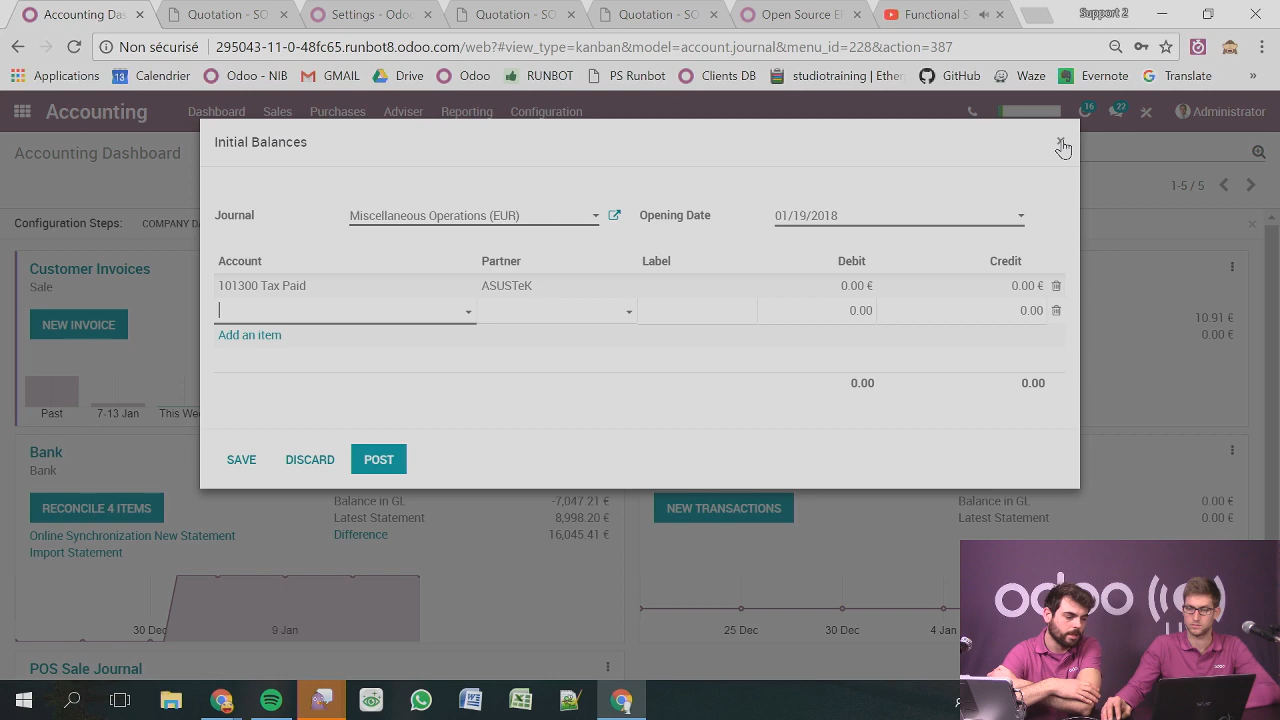 Accounting Das
Quotation - SO
Settings - Odoo
Quotation - SO
Quotation - SO
Open Source E
Functional S
Support 2
Non sécurisé
295043-11-0-48fc65.runbot8.odoo.com/web?#view_type=kanban&model=account.journal&menu_id=228&action=387
Applications
Calendrier
Odoo - NIB
GMAIL
Drive
Odoo
RUNBOT
PS Runbot
Clients DB
studiotraining | Ether
GitHub
Waze
Evernote
Translate
»
Accounting
Dashboard
Sales
Purchases
Adviser
Reporting
Configuration
16
22
Administrator
Accounting Dashboard
Initial Balances
1-5 / 5
Configuration Steps:
COMPANY DA
Journal
Miscellaneous Operations (EUR)
Opening Date
01/19/2018
Account
Partner
Label
Debit
Credit
101300 Tax Paid
ASUSTeK
0.00 €
0.00 €
0.00
0.00
Add an item
0.00
0.00
SAVE
DISCARD
POST
Customer Invoices
Sale
NEW INVOICE
10.91 €
0.00 €
Past
7-13 Jan
This We
Bank
Bank
RECONCILE 4 ITEMS
Online Synchronization New Statement
Import Statement
Balance in GL
-7,047.21 €
Latest Statement
8,998.20 €
Difference
16,045.41 €
30 Dec
9 Jan
NEW TRANSACTIONS
Balance in GL
0.00 €
Latest Statement
0.00 €
25 Dec
30 Dec
4 Jan
POS Sale Journal
odoo